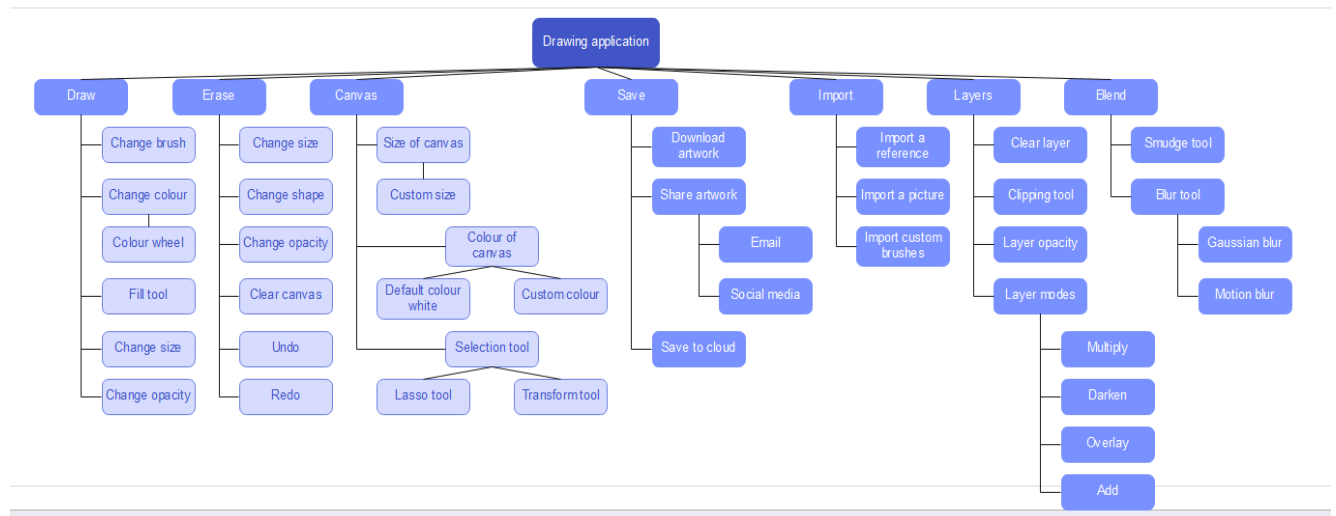 Drawing application
Draw
Erase
Canvas
Save
Import
Layers
Blend
Change brush
Change colour
Colour wheel
Fill tool
Change size
Change opacity
Change size
Change shape
Change opacity
Clear canvas
Undo
Redo
Size of canvas
Custom size
Colour of
canvas
Default colour
white
Custom colour
Selection tool
Lasso tool
Transform tool
Download
artwork
Share artwork
Email
Social media
Save to cloud
Import a
reference
Import a picture
Import custom
brushes
Clear layer
Clipping tool
Layer opacity
Layer modes
Multiply
Darken
Overlay
Add
Smudge tool
Blur tool
Gaussian blur
Motion blur